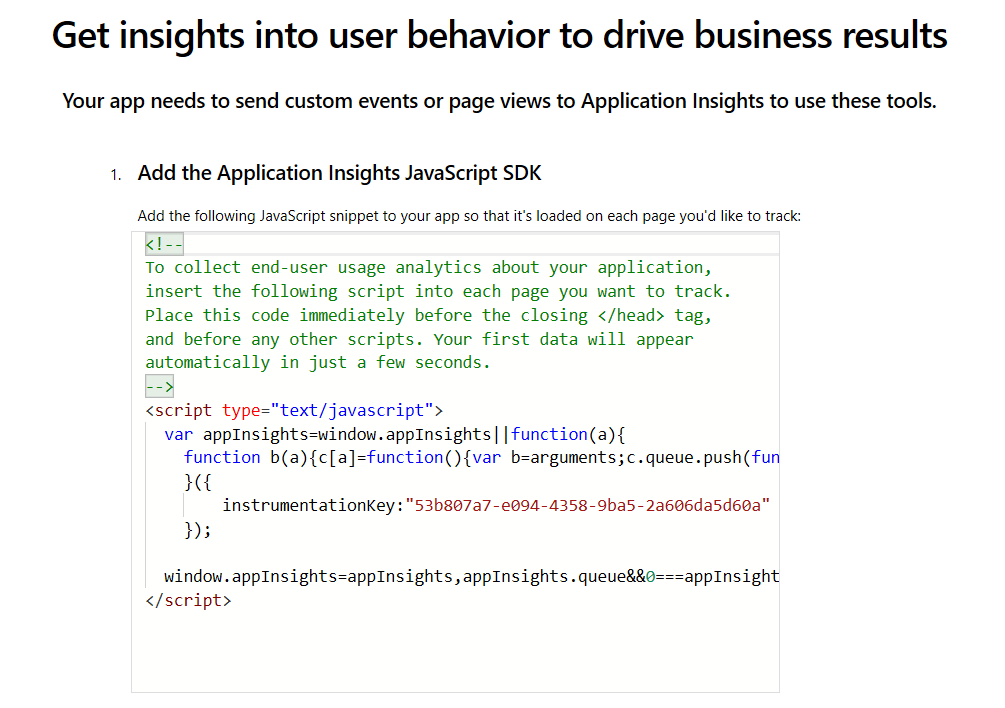 Get insights into user behavior to drive business results
Your app needs to send custom events or page views to Application Insights to use these tools.
1. Add the Application Insights JavaScript SDK
Add the following JavaScript snippet to your app so that it's loaded on each page you'd like to track:
<!--
To collect end-user usage analytics about your application,
insert the following script into each page you want to track.
Place this code immediately before the closing </head> tag,
and before any other scripts. Your first data will appear
automatically in just a few seconds.
-->
<script type="text/javascript">
var appInsights=window.appInsights||function(a){
function b(a){c[a]=function(){var b=arguments;c.queue.push(fun
}({
instrumentationKey:"53b807a7-e094-4358-9ba5-2a606da5d60a"
});
window.appInsights=appInsights,appInsights.queue&&0===appInsight
</script>